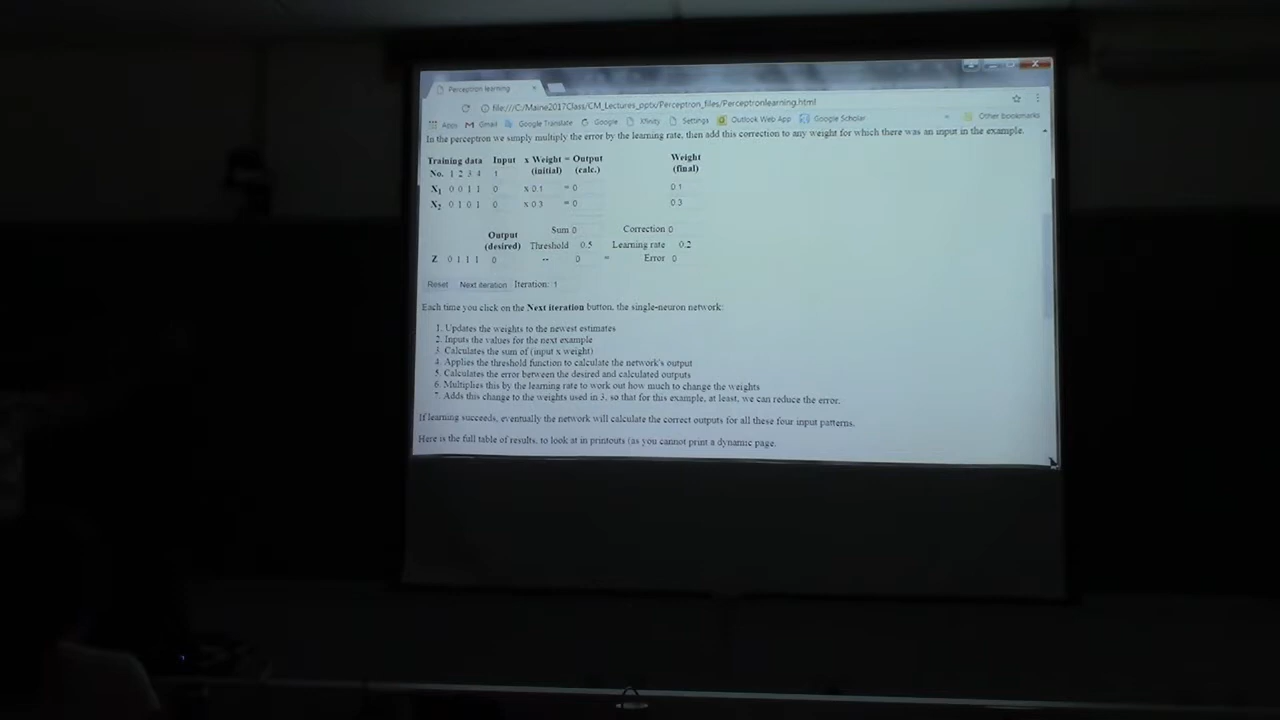 Perceptron learning
file:///C:/Maine2017Class/CM_Lectures_pptx/Perceptron_files/Perceptronlearning.html
Apps Gmail Google Translate Google Xfinity Settings Outlook Web App Google Scholar Other bookmarks
In the perceptron we simply multiply the error by the learning rate, then add this correction to any weight for which there was an input in the example.
Training data Input x Weight = Output Weight
No. 1 2 3 4 1 (initial) (calc.) (final)
X1 0 0 1 1 0 x 0.1 = 0 0.1
X2 0 1 0 1 0 x 0.3 = 0 0.3
Sum 0 Correction 0
Output
(desired) Threshold 0.5 Learning rate 0.2
Z 0 1 1 1 0 -- 0 = Error 0
Reset Next iteration Iteration: 1
Each time you click on the Next iteration button, the single-neuron network:
1. Updates the weights to the newest estimates
2. Inputs the values for the next example
3. Calculates the sum of (input x weight)
4. Applies the threshold function to calculate the network's output
5. Calculates the error between the desired and calculated outputs
6. Multiplies this by the learning rate to work out how much to change the weights
7. Adds this change to the weights used in 3, so that for this example, at least, we can reduce the error.
If learning succeeds, eventually the network will calculate the correct outputs for all these four input patterns.
Here is the full table of results, to look at in printouts (as you cannot print a dynamic page.